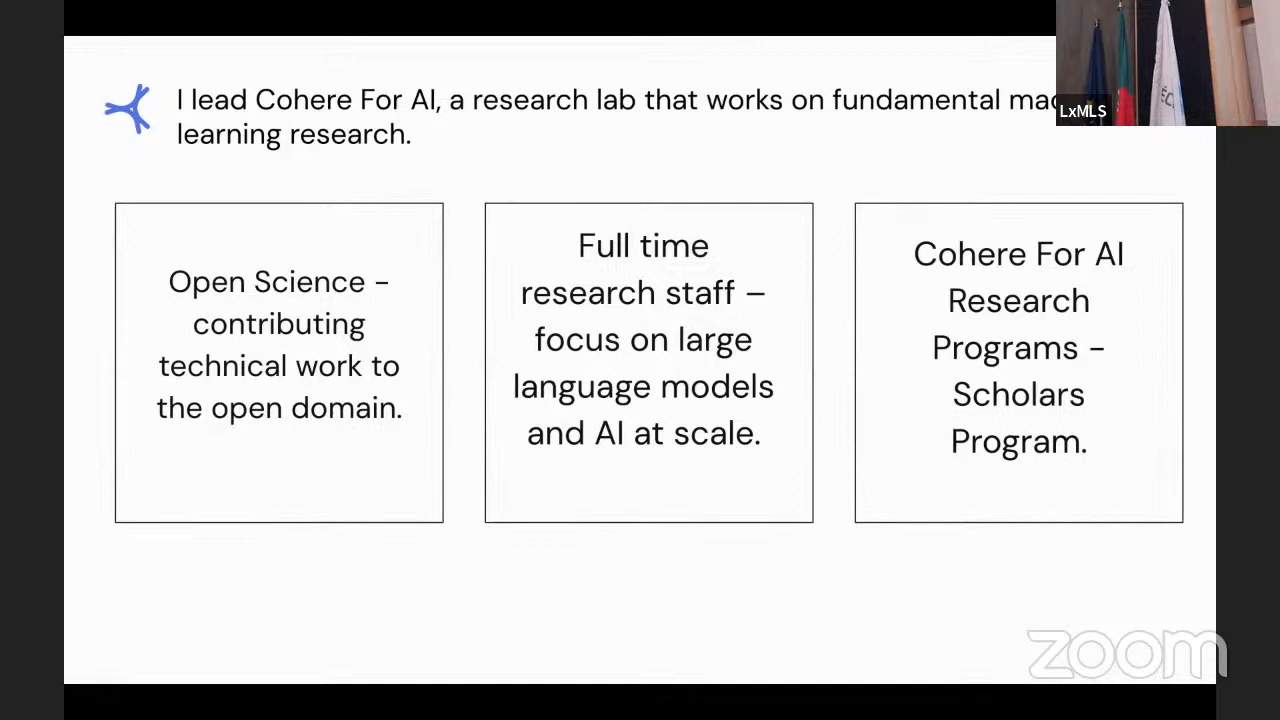 I lead Cohere For AI, a research lab that works on fundamental
learning research.
LxMLS
Open Science -
contributing
technical work to
the open domain.
Full time
research staff –
focus on large
language models
and AI at scale.
Cohere For AI
Research
Programs -
Scholars
Program.
zoom